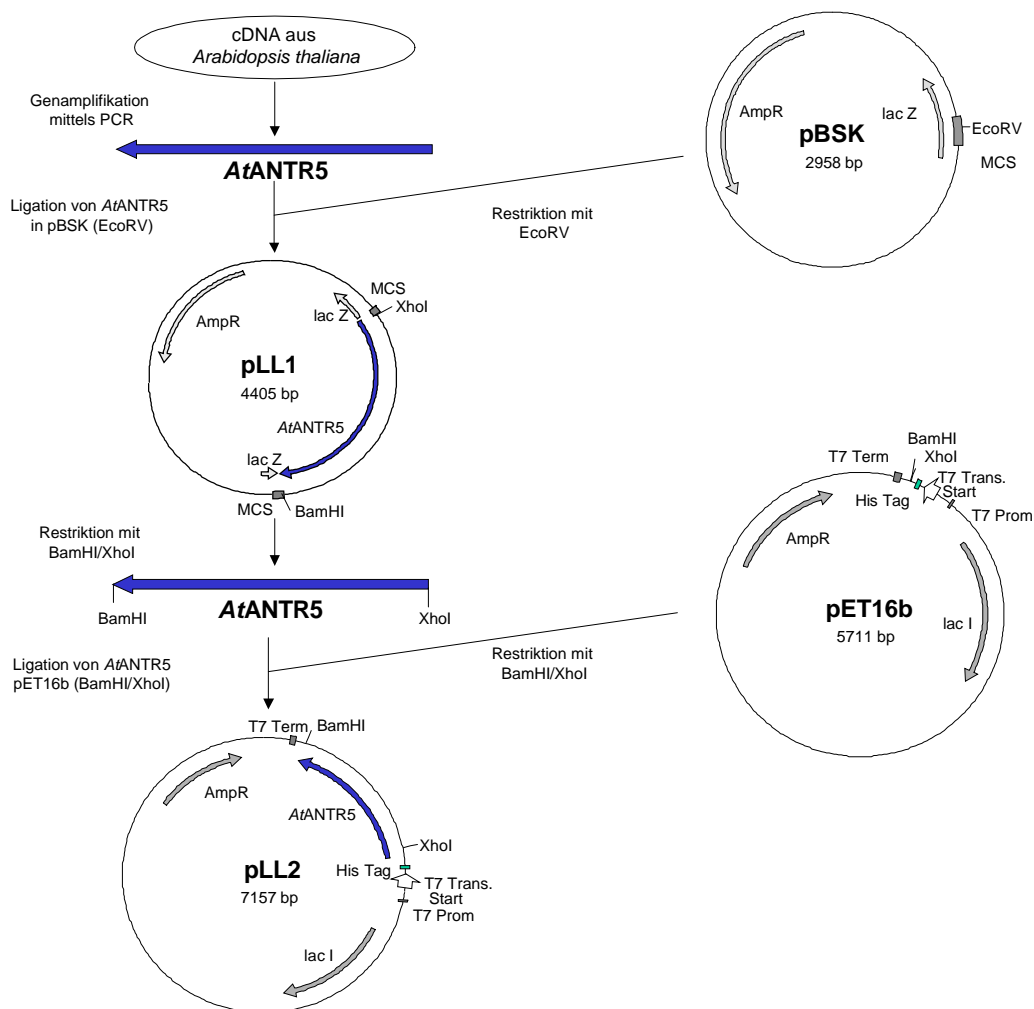 cDNA aus
Arabidopsis thaliana
Genamplifikation
mittels PCR
AtANTR5
AmpR
lac Z
pBSK
2958 bp
EcoRV
MCS
Ligation von AtANTR5
in pBSK (EcoRV)
Restriktion mit
EcoRV
MCS
XhoI
lac Z
AmpR
pLL1
4405 bp
AtANTR5
lac Z
MCS
BamHI
Restriktion mit
BamHI/XhoI
AtANTR5
BamHI
XhoI
BamHI
T7 Term
XhoI
T7 Trans.
Start
His Tag
T7 Prom
AmpR
pET16b
5711 bp
lac I
Ligation von AtANTR5
pET16b (BamHI/XhoI)
Restriktion mit
BamHI/XhoI
T7 Term
BamHI
AmpR
AtANTR5
XhoI
pLL2
7157 bp
His Tag
T7 Trans.
Start
T7 Prom
lac I